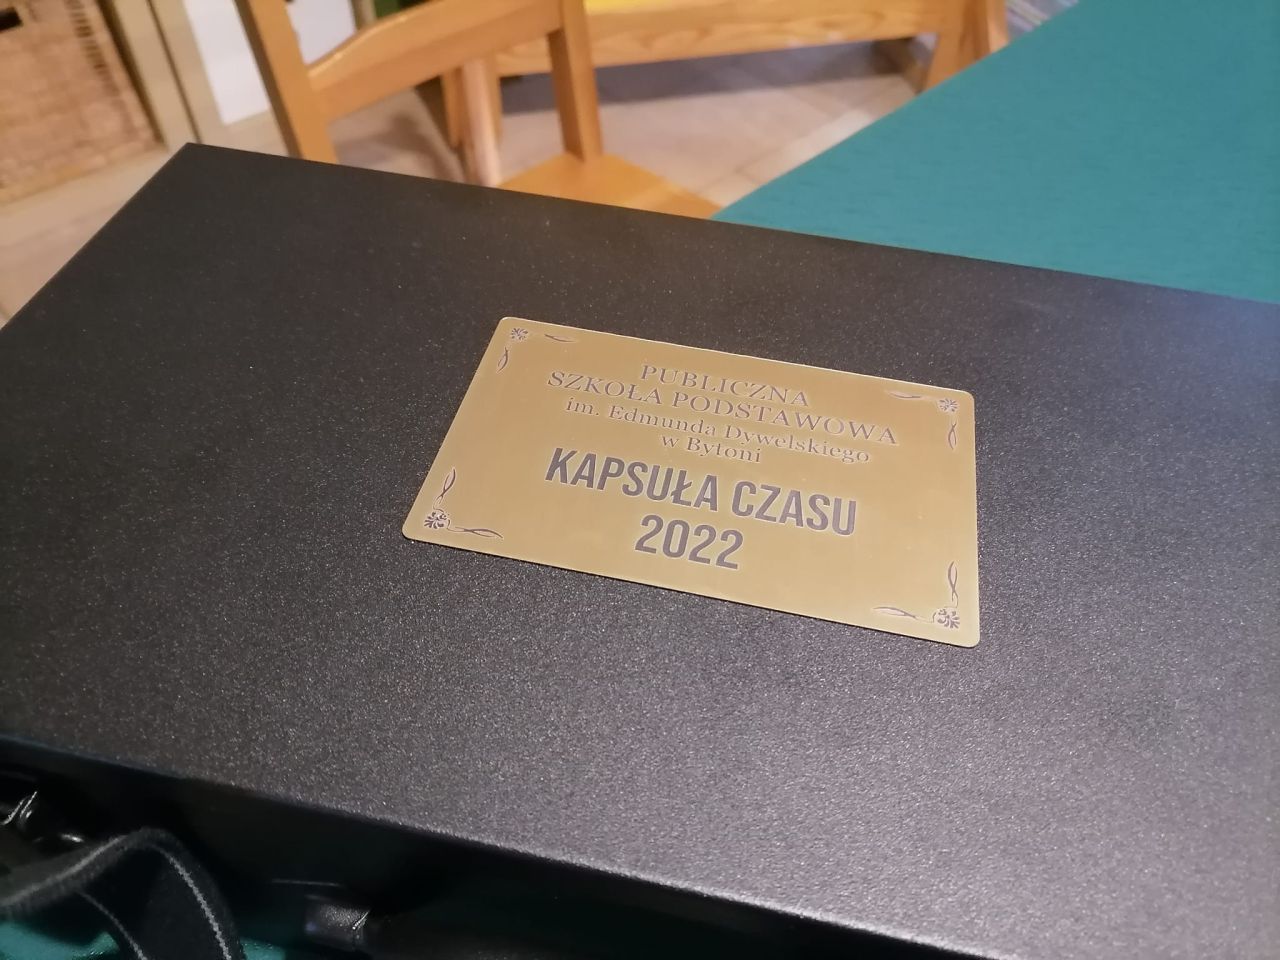 PUBLICZNA
SZKOŁA PODSTAWOWA
im. Edmunda Dywelskiego
w Bytoni
KAPSUŁA CZASU
2022